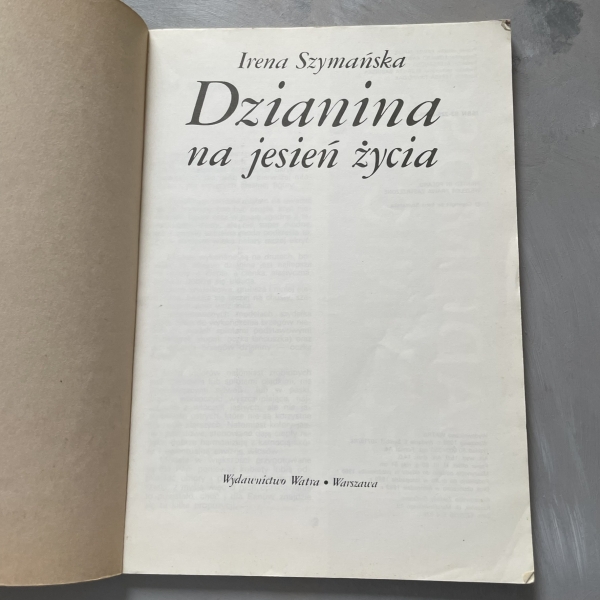 Irena Szymańska
Dzianina
na jesień życia
Wydawnictwo Watra • Warszawa